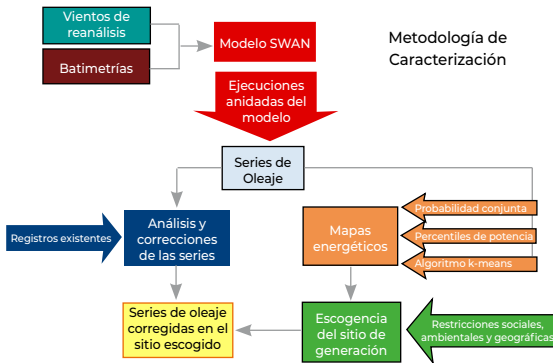 Vientos de
reanálisis
Batimetrías
Modelo SWAN
Metodología de
Caracterización
Ejecuciones
anidadas del
modelo
Series de
Oleaje
Registros existentes
Análisis y
correcciones
de las series
Mapas
energéticos
Probabilidad conjunta
Percentiles de potencia
Algoritmo k-means
Series de oleaje
corregidas en el
sitio escogido
Escogencia
del sitio de
generación
Restricciones sociales,
ambientales y geográficas